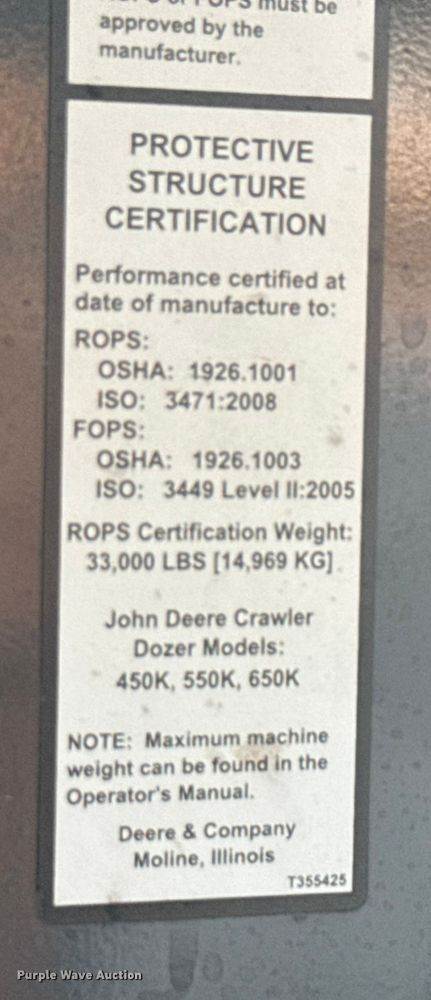 must be
approved by the
manufacturer.
PROTECTIVE
STRUCTURE
CERTIFICATION
Performance certified at
date of manufacture to:
ROPS:
OSHA: 1926.1001
ISO: 3471:2008
FOPS:
OSHA: 1926.1003
ISO: 3449 Level II:2005
ROPS Certification Weight:
33,000 LBS [14,969 KG]
John Deere Crawler
Dozer Models:
450K, 550K, 650K
NOTE: Maximum machine
weight can be found in the
Operator's Manual.
Deere & Company
Moline, Illinois
T355425
Purple Wave Auction